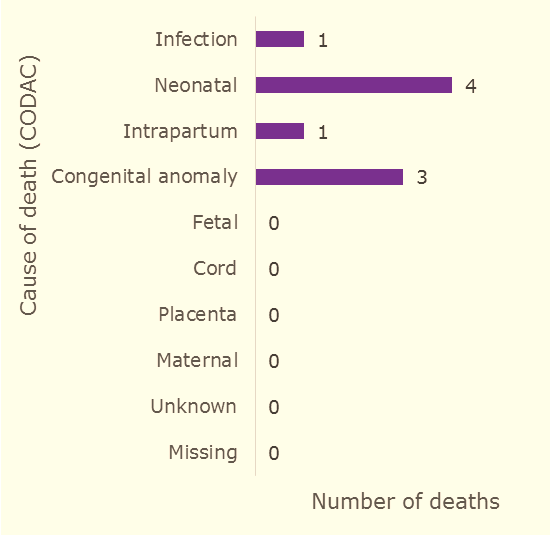 Cause of death (CODAC)
Infection 1
Neonatal 4
Intrapartum 1
Congenital anomaly 3
Fetal 0
Cord 0
Placenta 0
Maternal 0
Unknown 0
Missing 0
Number of deaths